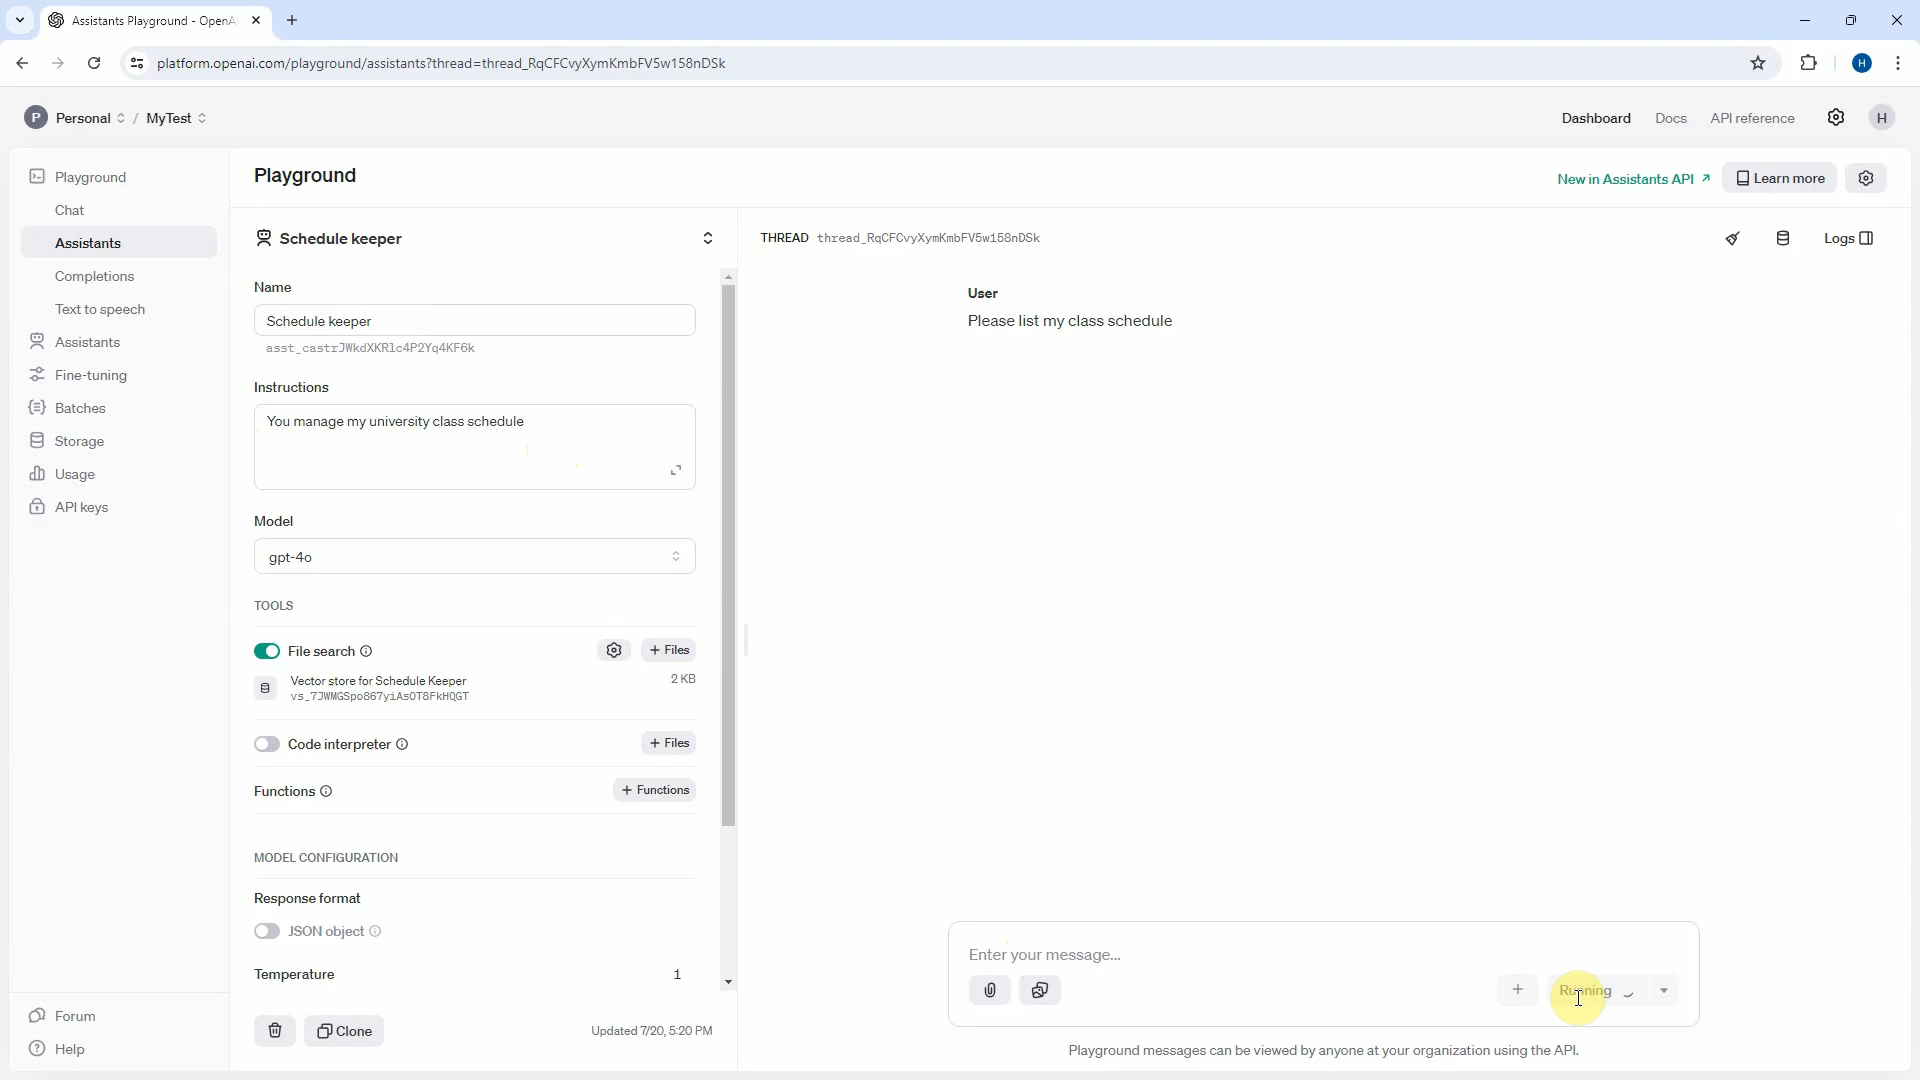 Assistants Playground - OpenA
platform.openai.com/playground/assistants?thread=thread_RqCFCvyXymKmbFV5w158nDSk
H
P Personal / MyTest
Dashboard Docs API reference H
Playground
Chat
Assistants
Completions
Text to speech
Assistants
Fine-tuning
Batches
Storage
Usage
API keys
Forum
Help
Playground
New in Assistants API Learn more
Schedule keeper
Name
Schedule keeper
asst_castrJWkdXKRlc4P2Yq4KF6k
Instructions
You manage my university class schedule
Model
gpt-4o
TOOLS
File search + Files
Vector store for Schedule Keeper 2 KB
vs_7JWMGSpo867yiAsOT8FkHQGT
Code interpreter + Files
Functions + Functions
MODEL CONFIGURATION
Response format
JSON object
Temperature 1
Clone Updated 7/20, 5:20 PM
THREAD thread_RqCFCvyXymKmbFV5w158nDSk
Logs
User
Please list my class schedule
Enter your message...
Running
Playground messages can be viewed by anyone at your organization using the API.